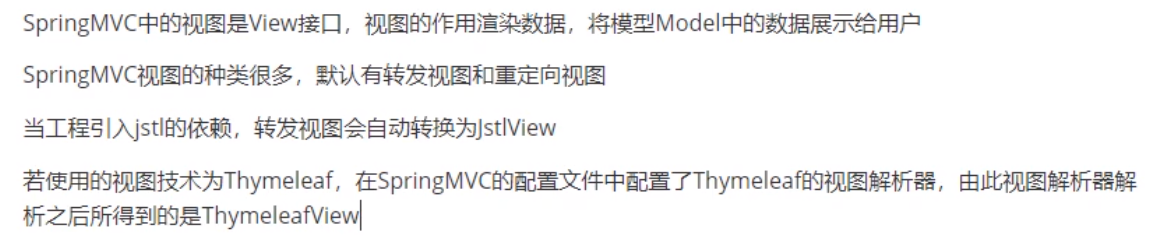 SpringMVC中的视图是View接口，视图的作用渲染数据，将模型Model中的数据展示给用户
SpringMVC视图的种类很多，默认有转发视图和重定向视图
当工程引入jstl的依赖，转发视图会自动转换为JstlView
若使用的视图技术为Thymeleaf，在SpringMVC的配置文件中配置了Thymeleaf的视图解析器，由此视图解析器解
析之后所得到的是ThymeleafView